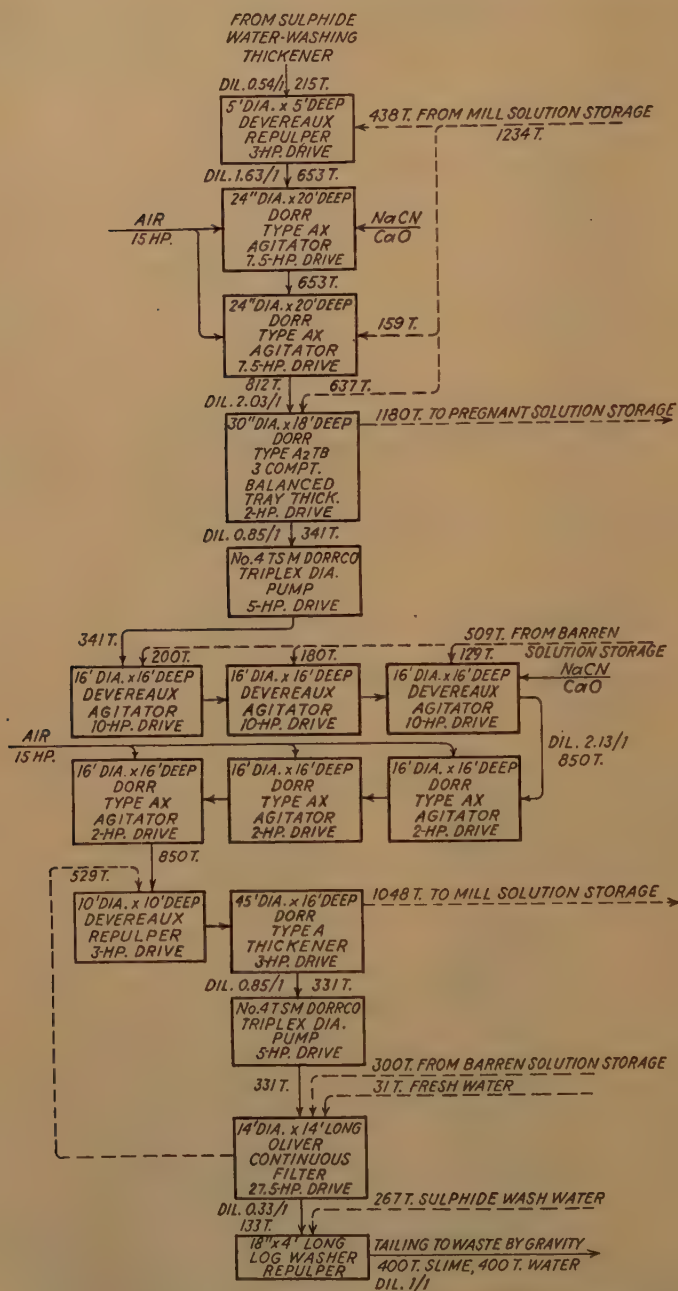 FROM SULPHIDE
WATER-WASHING
THICKENER
DIL. 0.54/1
215T.
5'DIA. x 5'DEEP
DEVEREAUX
REPULPER
3-HP. DRIVE
438 T. FROM MILL SOLUTION STORAGE
1234 T.
DIL. 1.63/1
653 T.
24"DIA. x 20'DEEP
DORR
TYPE AX
AGITATOR
7.5-HP. DRIVE
AIR
15 HP.
NaCN
CaO
653 T.
24"DIA. x 20'DEEP
DORR
TYPE AX
AGITATOR
7.5-HP. DRIVE
159 T.
812 T.
DIL. 2.03/1
637 T.
1180 T. TO PREGNANT SOLUTION STORAGE
30"DIA. x 18'DEEP
DORR
TYPE A2 TB
3 COMPT.
BALANCED
TRAY THICK.
2-HP. DRIVE
DIL. 0.85/1
341 T.
No.4 TSM DORRCO
TRIPLEX DIA.
PUMP
5-HP. DRIVE
341 T.
509 T. FROM BARREN
SOLUTION STORAGE
200T.
180T.
129T.
16' DIA. x 16'DEEP
DEVEREAUX
AGITATOR
10-HP. DRIVE
16' DIA. x 16'DEEP
DEVEREAUX
AGITATOR
10-HP. DRIVE
16' DIA. x 16'DEEP
DEVEREAUX
AGITATOR
10-HP. DRIVE
NaCN
CaO
DIL. 2.13/1
850 T.
AIR
15 HP.
16' DIA. x 16'DEEP
DORR
TYPE AX
AGITATOR
2-HP. DRIVE
16' DIA. x 16'DEEP
DORR
TYPE AX
AGITATOR
2-HP. DRIVE
16' DIA. x 16'DEEP
DORR
TYPE AX
AGITATOR
2-HP. DRIVE
850 T.
529 T.
10'DIA. x 10'DEEP
DEVEREAUX
REPULPER
3-HP. DRIVE
45'DIA. x 16'DEEP
DORR
TYPE A
THICKENER
3-HP. DRIVE
1048 T. TO MILL SOLUTION STORAGE
DIL. 0.85/1
331 T.
No.4 TSM DORRCO
TRIPLEX DIA.
PUMP
5-HP. DRIVE
331 T.
300 T. FROM BARREN SOLUTION STORAGE
31 T. FRESH WATER
14'DIA. x 14'LONG
OLIVER
CONTINUOUS
FILTER
27.5-HP. DRIVE
DIL. 0.33/1
133 T.
267 T. SULPHIDE WASH WATER
18"x 4' LONG
LOG WASHER
REPULPER
TAILING TO WASTE BY GRAVITY
400 T. SLIME, 400 T. WATER
DIL. 1/1